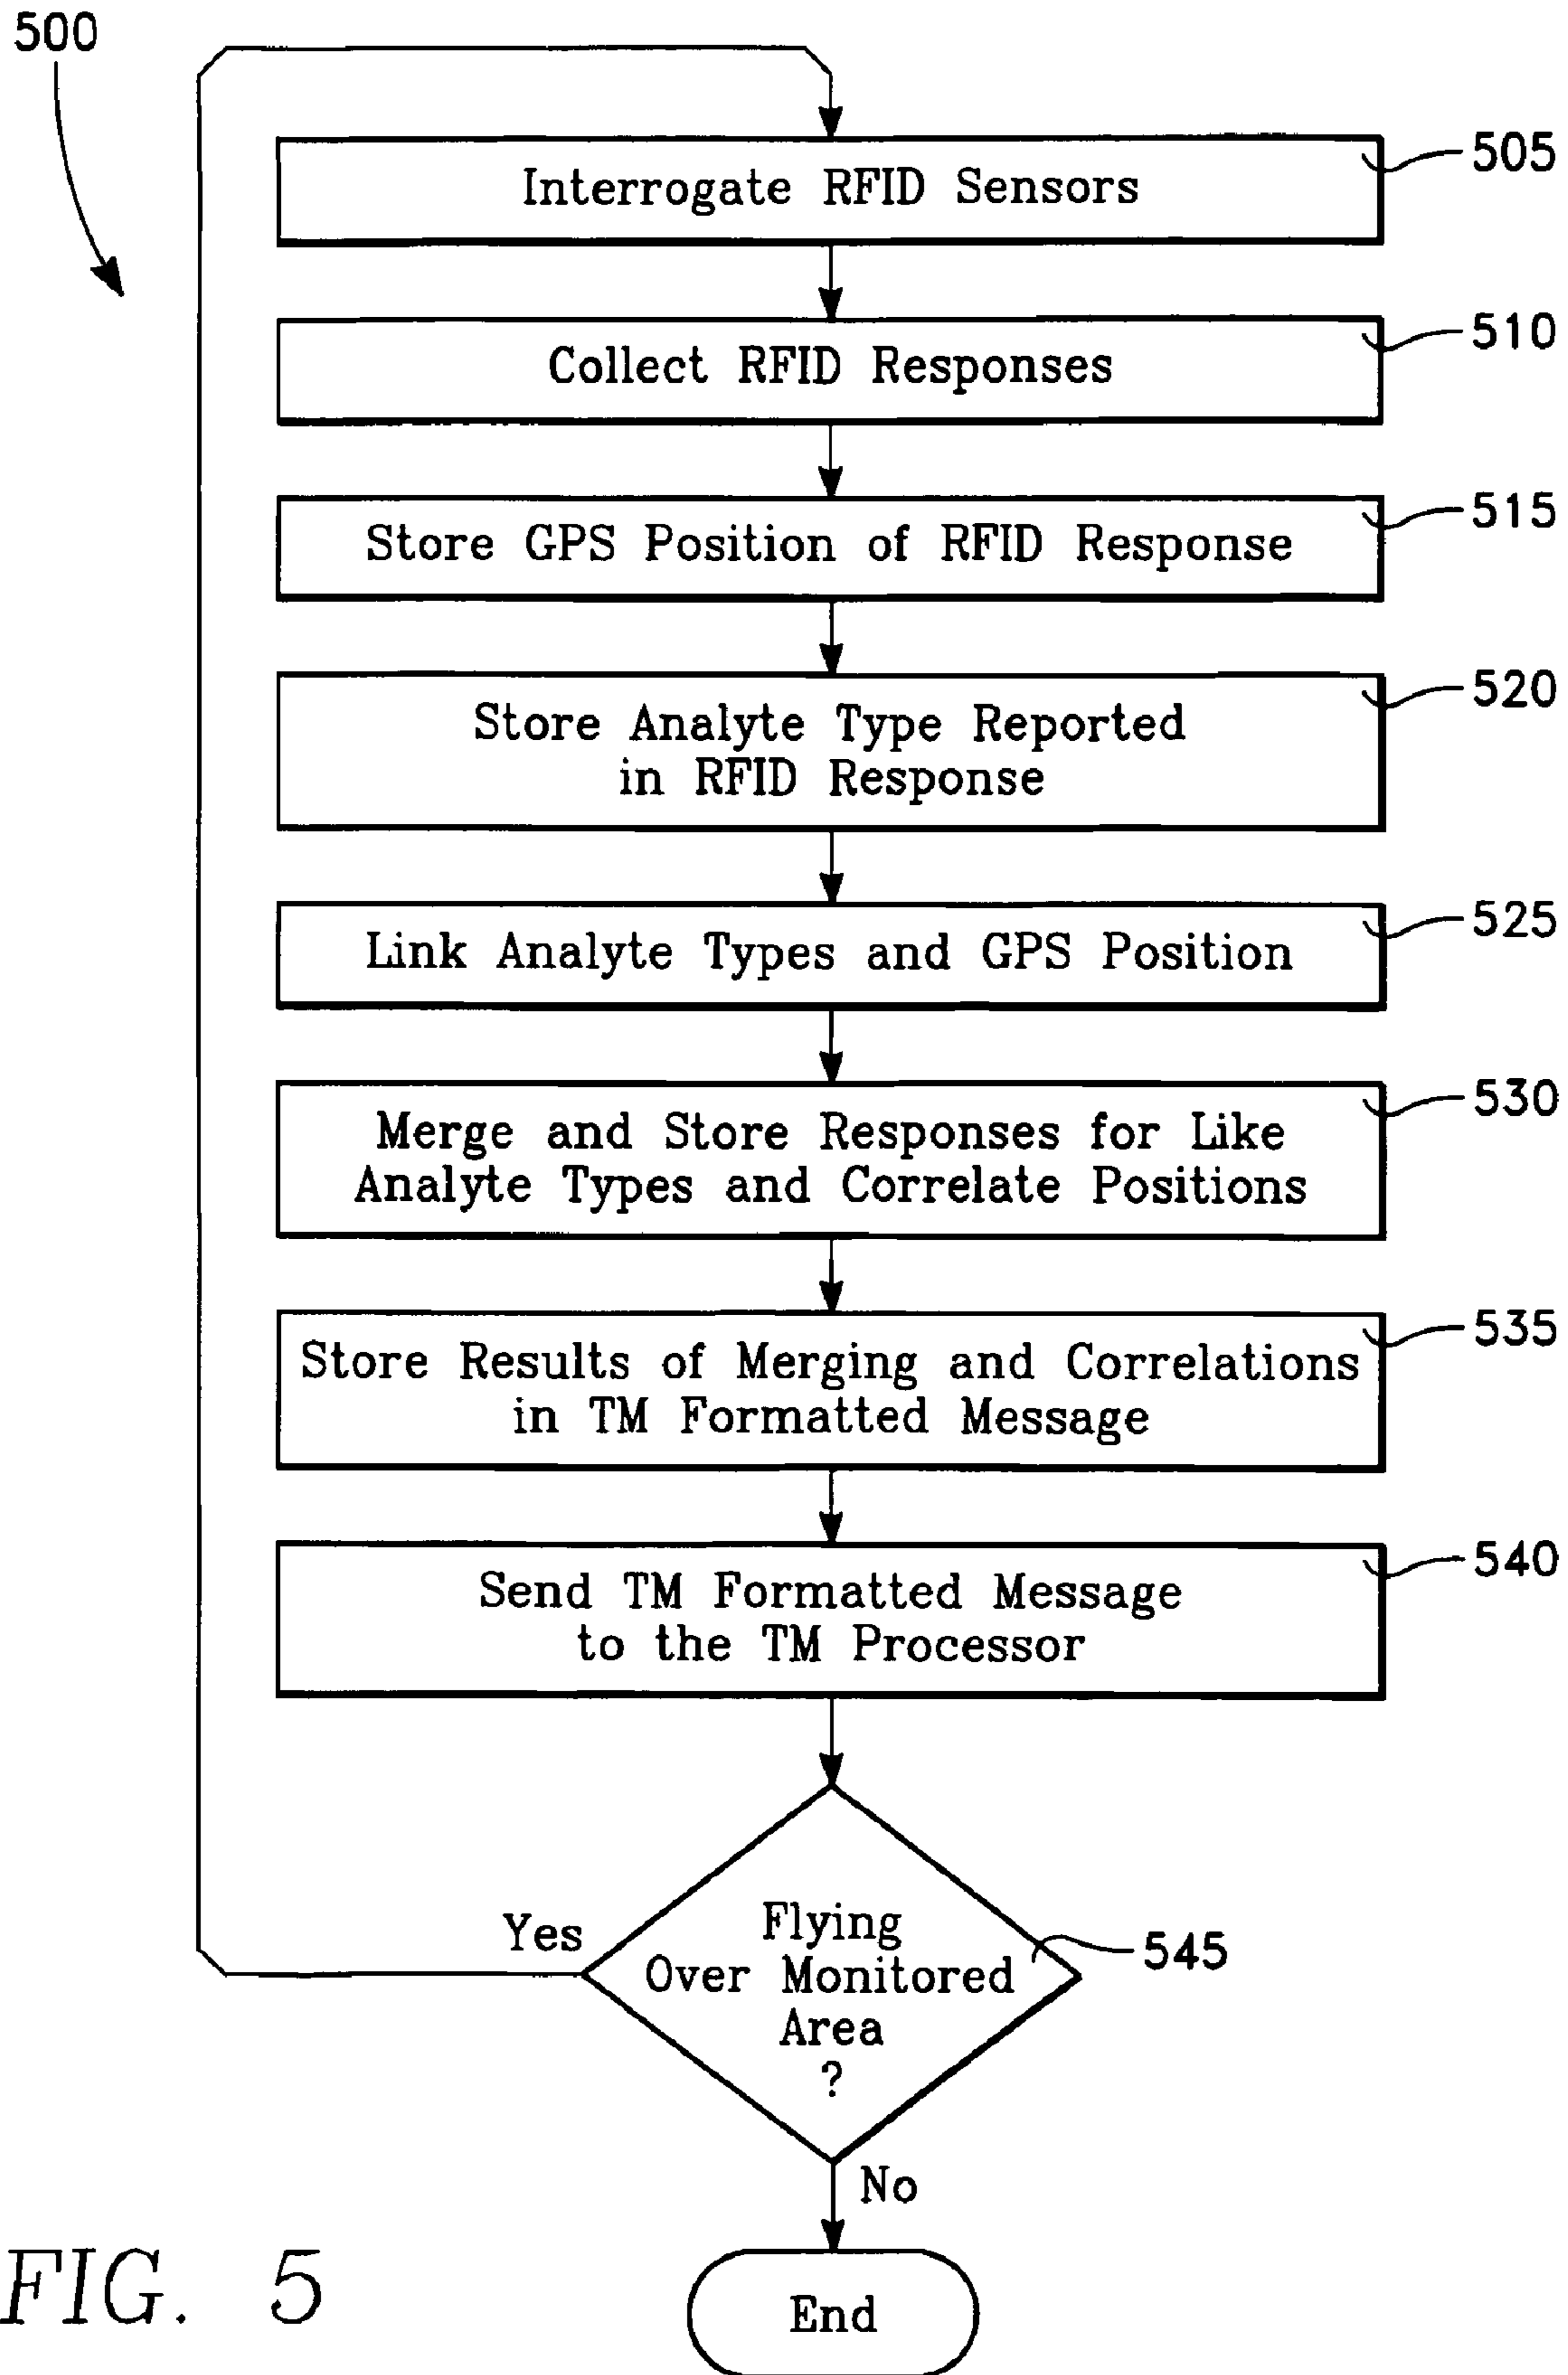 500
Interrogate RFID Sensors
505
Collect RFID Responses
510
Store GPS Position of RFID Response
515
Store Analyte Type Reported
in RFID Response
520
Link Analyte Types and GPS Position
525
Merge and Store Responses for Like
Analyte Types and Correlate Positions
530
Store Results of Merging and Correlations
in TM Formatted Message
535
Send TM Formatted Message
to the TM Processor
540
Yes
Flying
Over Monitored
Area
?
545
No
End
FIG. 5